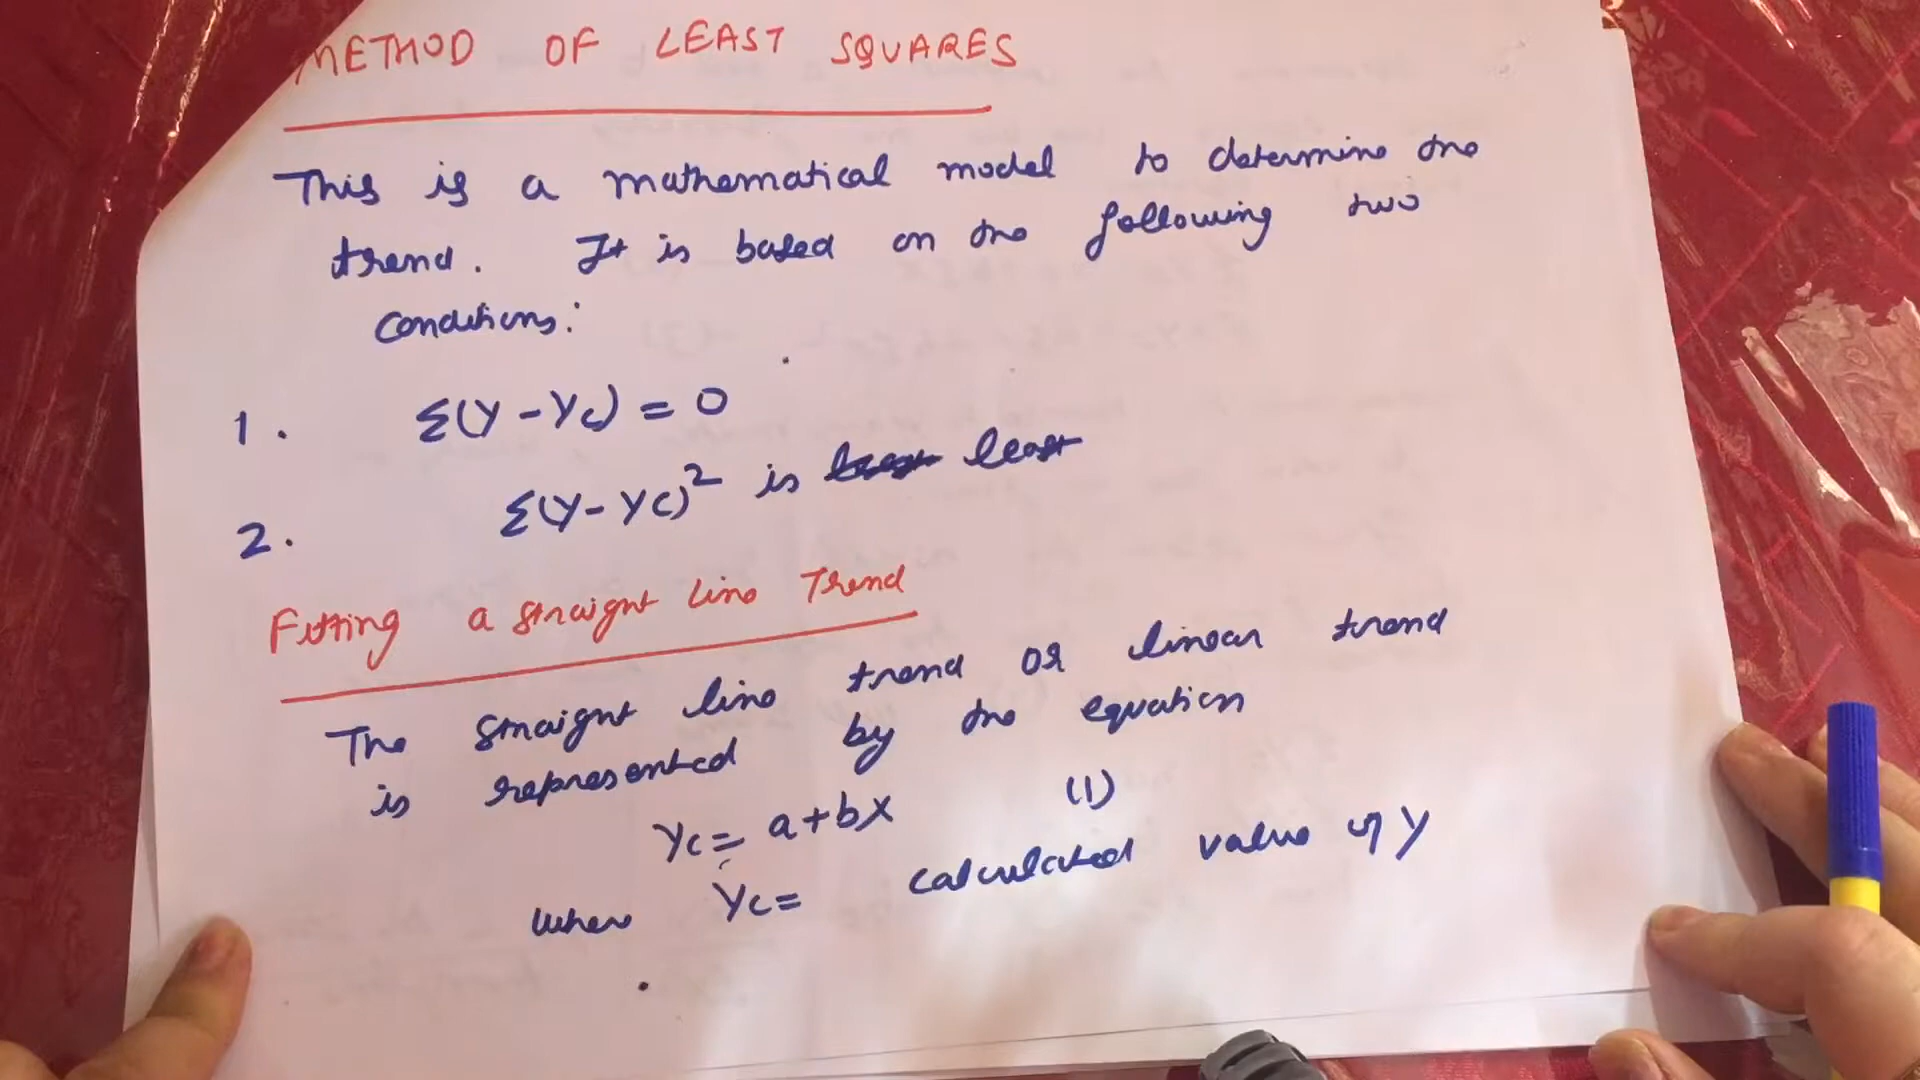 METHOD OF LEAST SQUARES
This is a mathematical model to determine the
trend. It is based on the following two
conditions:
1. Σ(Y-Yc) = 0
2. Σ(Y-YC)² is least
Fitting a straight line Trend
The straight line trend or linear trend
is represented by the equation
Yc = a+bX (1)
where Yc = calculated value of Y